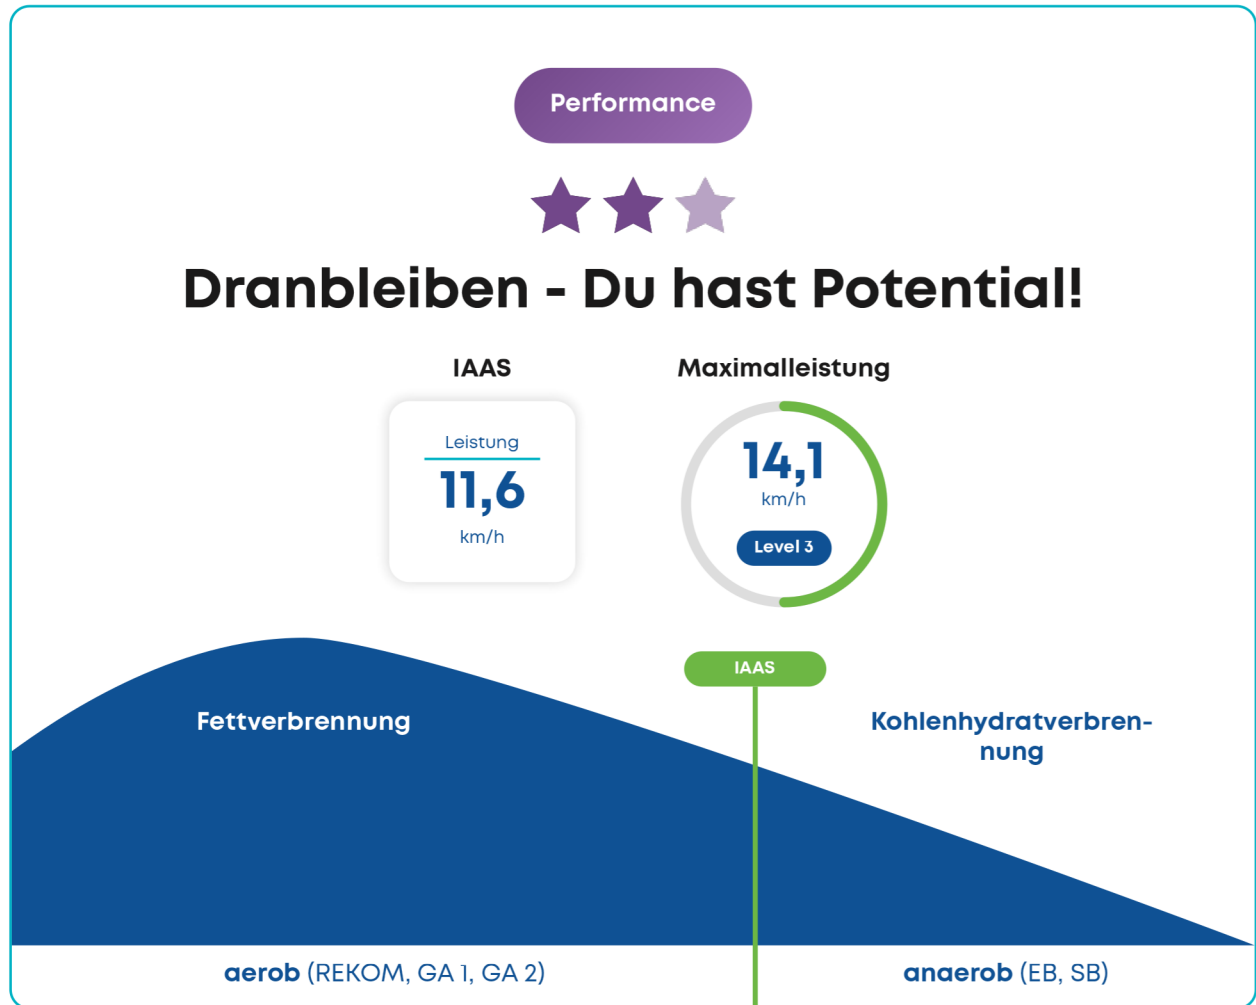 Performance
Dranbleiben - Du hast Potential!
IAAS
Maximalleistung
Leistung
11,6
km/h
14,1
km/h
Level 3
IAAS
Fettverbrennung
Kohlenhydratverbren-
nung
aerob (REKOM, GA 1, GA 2)
anaerob (EB, SB)